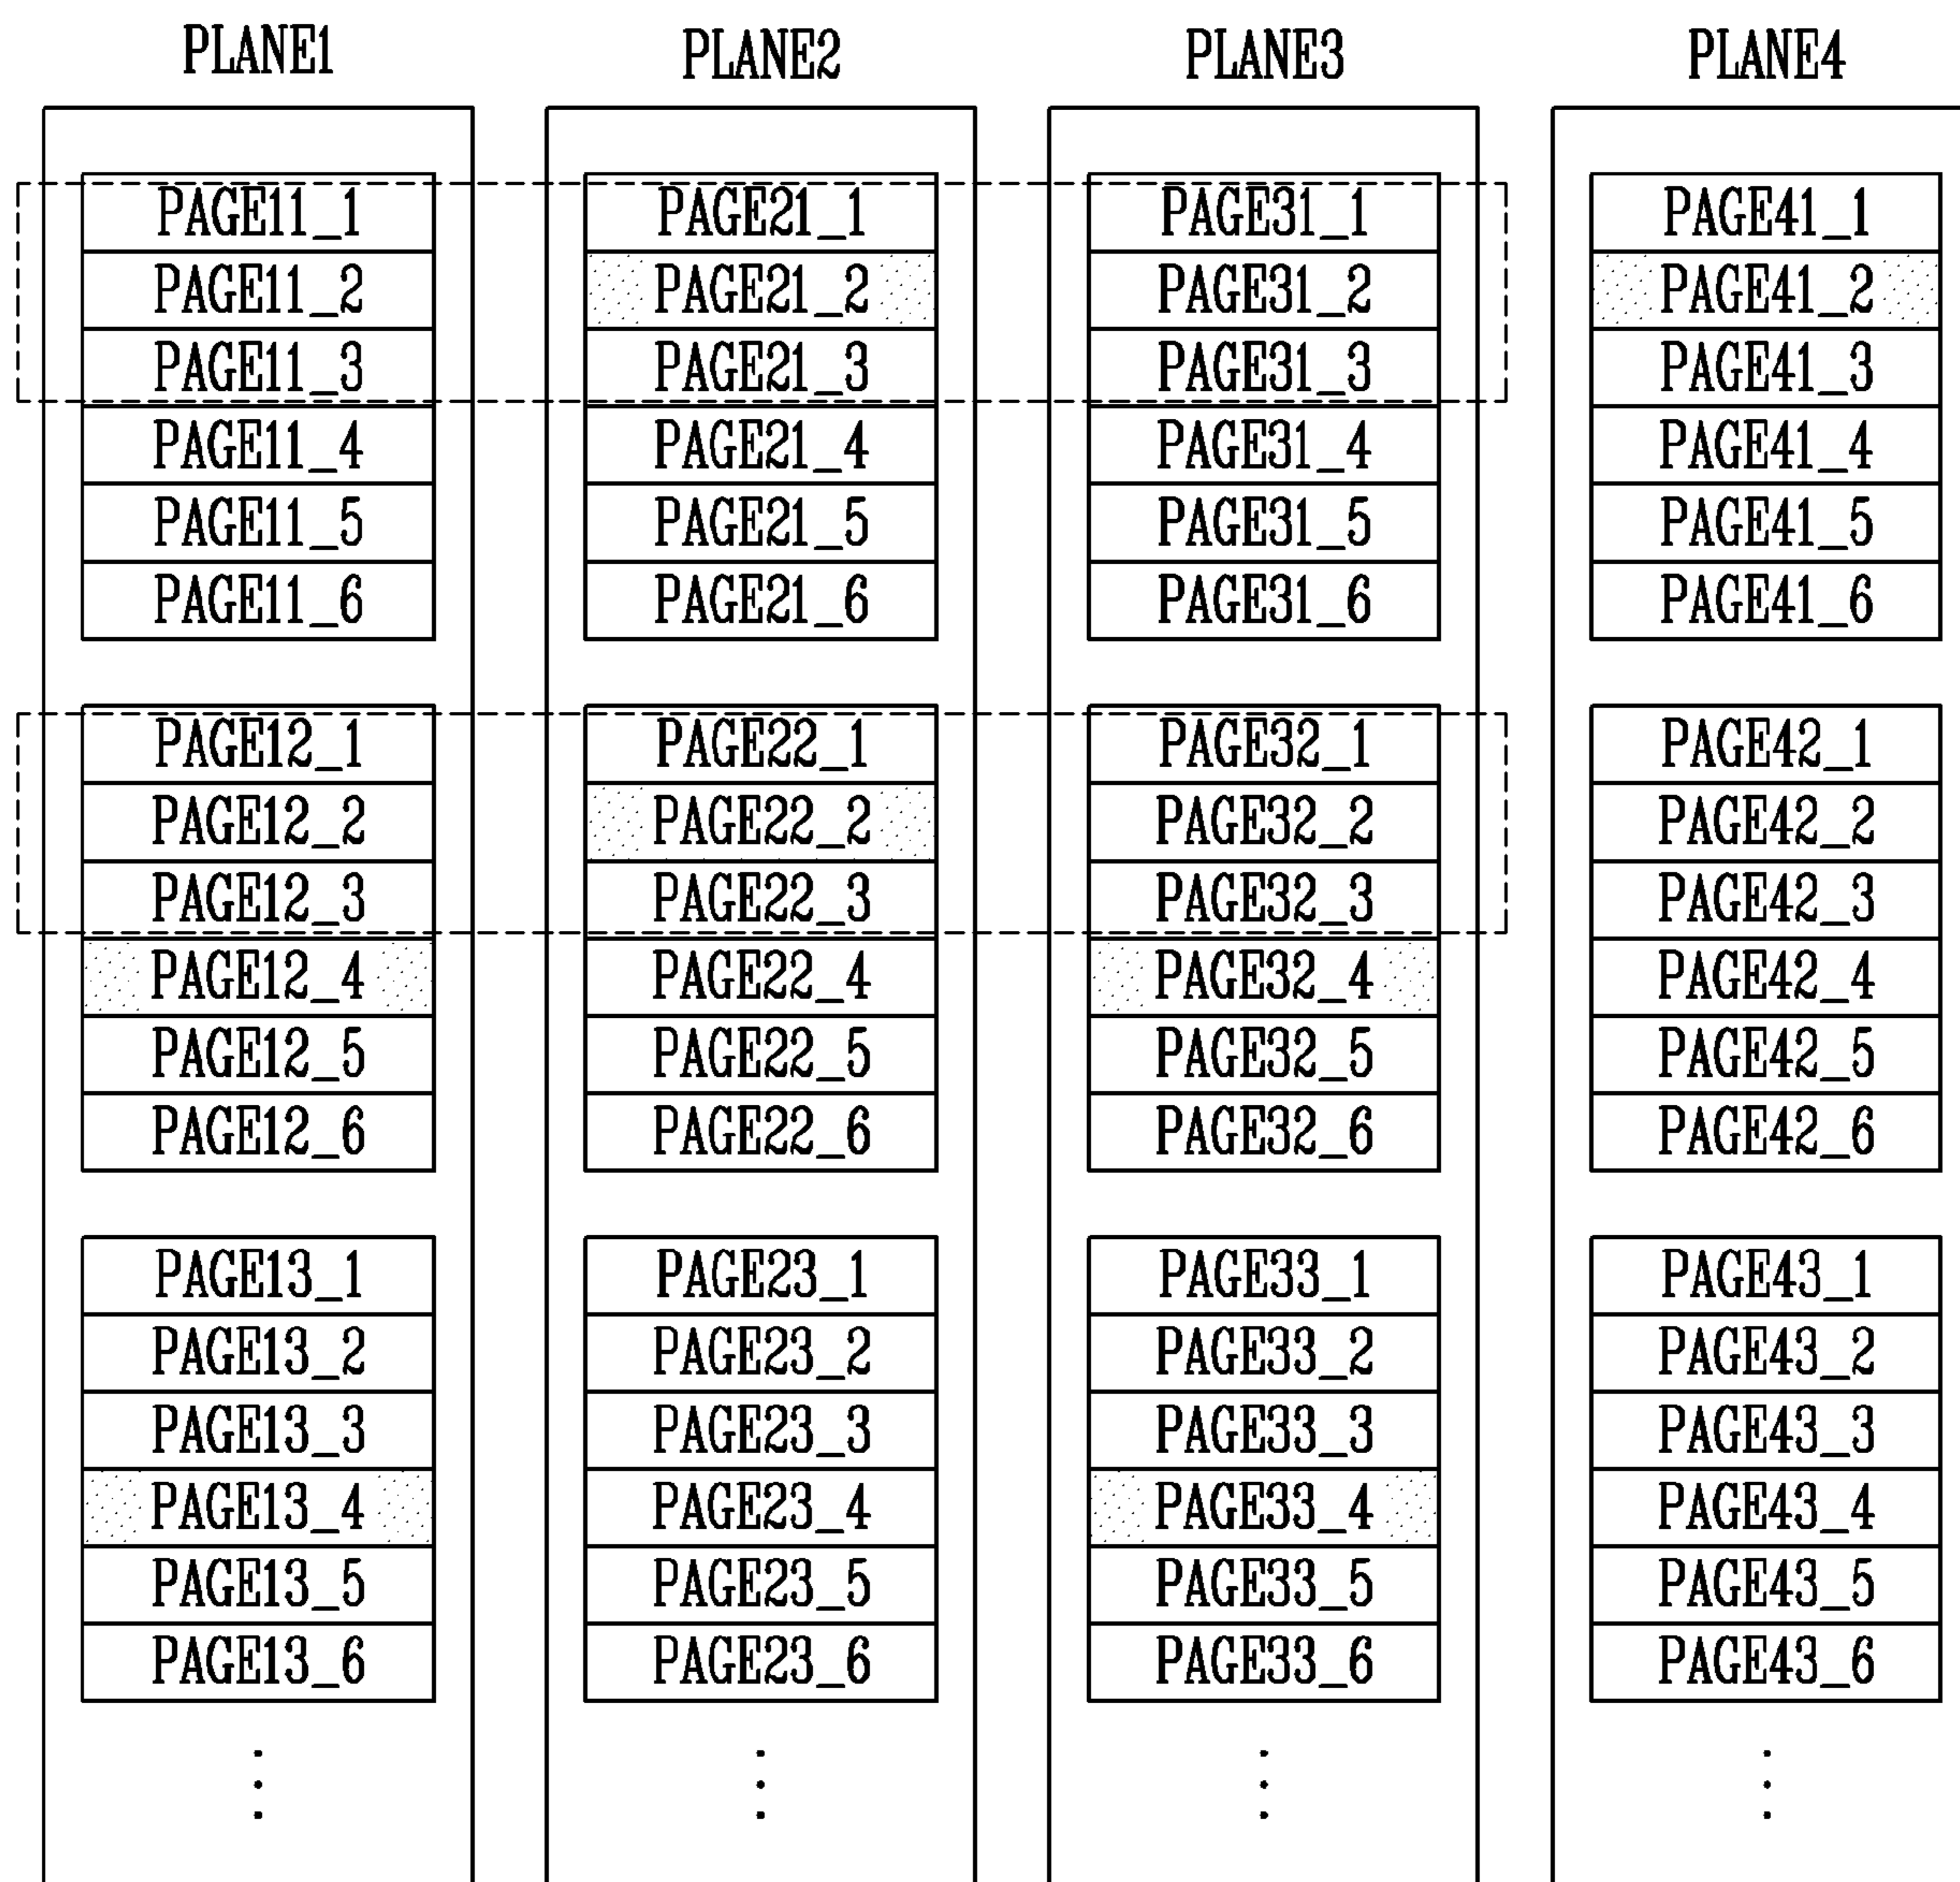 PLANE1 PLANE2 PLANE3 PLANE4
PAGE11_1 PAGE21_1 PAGE31_1 PAGE41_1
PAGE11_2 PAGE21_2 PAGE31_2 PAGE41_2
PAGE11_3 PAGE21_3 PAGE31_3 PAGE41_3
PAGE11_4 PAGE21_4 PAGE31_4 PAGE41_4
PAGE11_5 PAGE21_5 PAGE31_5 PAGE41_5
PAGE11_6 PAGE21_6 PAGE31_6 PAGE41_6
PAGE12_1 PAGE22_1 PAGE32_1 PAGE42_1
PAGE12_2 PAGE22_2 PAGE32_2 PAGE42_2
PAGE12_3 PAGE22_3 PAGE32_3 PAGE42_3
PAGE12_4 PAGE22_4 PAGE32_4 PAGE42_4
PAGE12_5 PAGE22_5 PAGE32_5 PAGE42_5
PAGE12_6 PAGE22_6 PAGE32_6 PAGE42_6
PAGE13_1 PAGE23_1 PAGE33_1 PAGE43_1
PAGE13_2 PAGE23_2 PAGE33_2 PAGE43_2
PAGE13_3 PAGE23_3 PAGE33_3 PAGE43_3
PAGE13_4 PAGE23_4 PAGE33_4 PAGE43_4
PAGE13_5 PAGE23_5 PAGE33_5 PAGE43_5
PAGE13_6 PAGE23_6 PAGE33_6 PAGE43_6